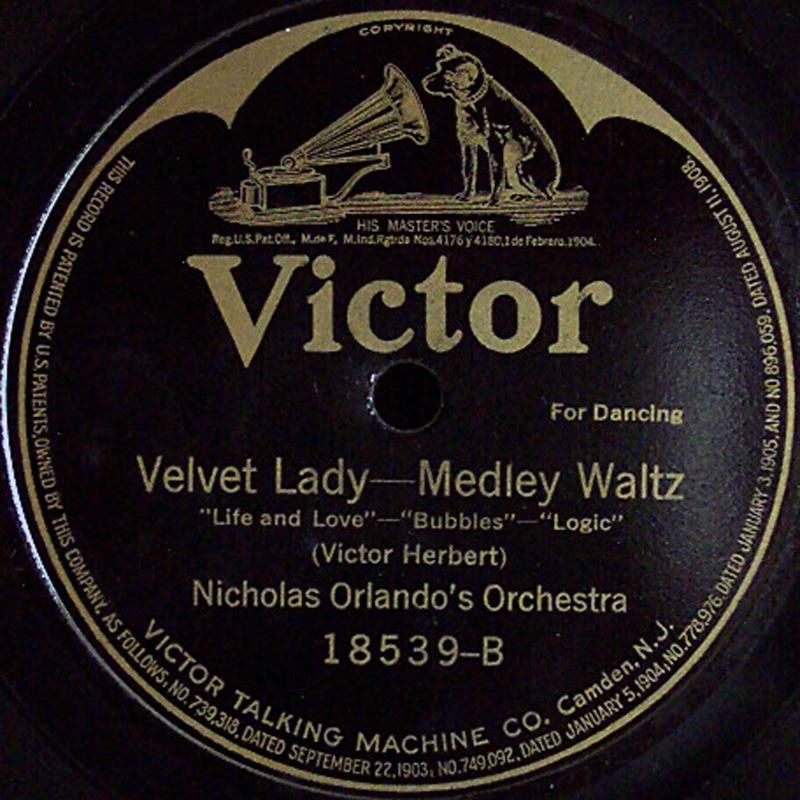 COPYRIGHT
HIS MASTER'S VOICE
Reg.U.S.Pat.Off., M.de F. M.Ind.Rgtrda Nos.4176 y 4180,1 de Febrero.1904.
Victor
For Dancing
Velvet Lady—Medley Waltz
"Life and Love"—"Bubbles"—"Logic"
(Victor Herbert)
Nicholas Orlando's Orchestra
18539-B
VICTOR TALKING MACHINE CO. Camden, N.J.
THIS RECORD IS PATENTED BY U.S. PATENTS, OWNED BY THIS COMPANY, AS FOLLOWS, NO. 739,318, DATED SEPTEMBER 22,1903; NO.749,092, DATED JANUARY 5,1904, NO.778,976. DATED JANUARY 3,1905, AND NO 896,059. DATED AUGUST 11,1908.